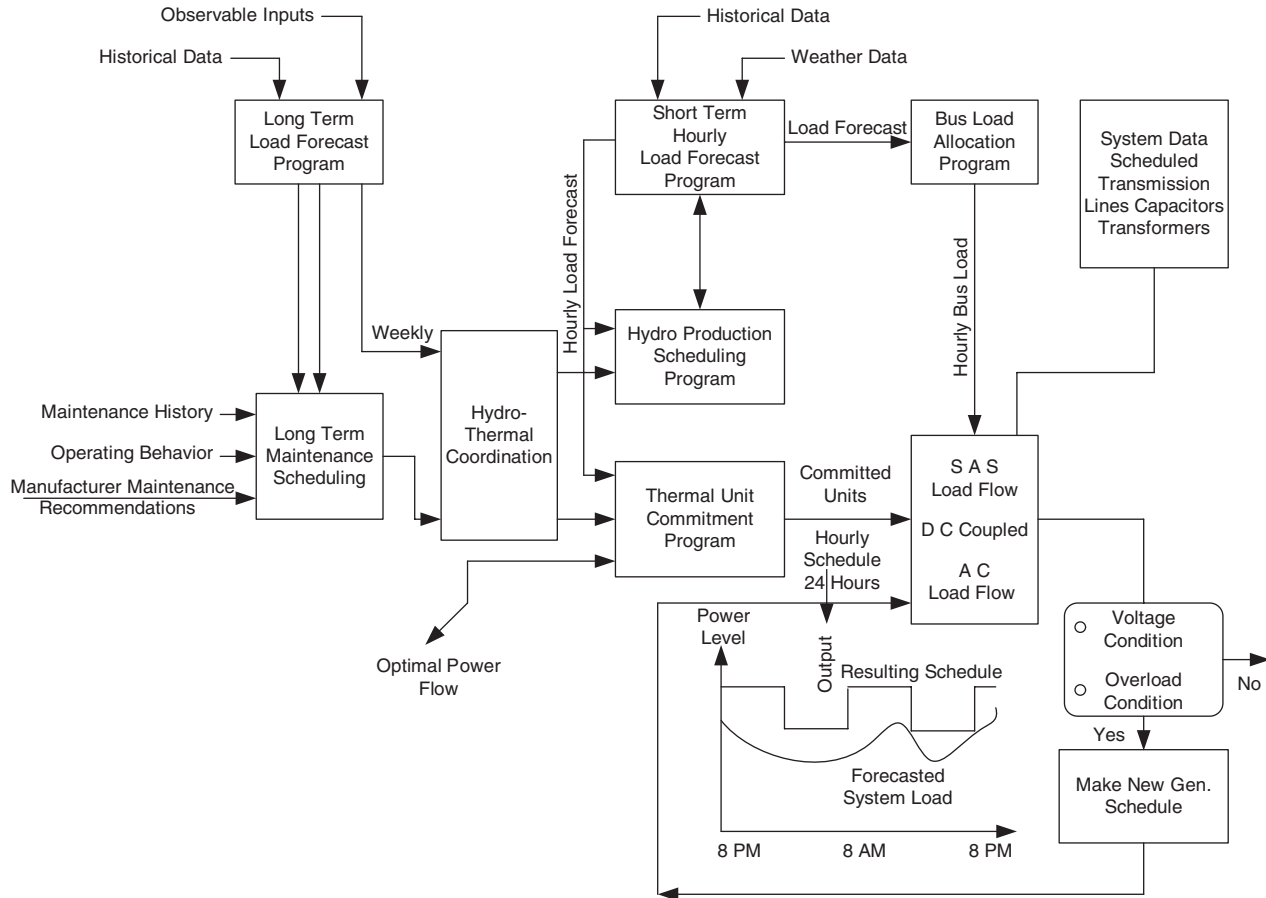 Observable Inputs
Historical Data
Historical Data
Weather Data
Long Term
Load Forecast
Program
Short Term
Hourly
Load Forecast
Program
Load Forecast
Bus Load
Allocation
Program
System Data
Scheduled
Transmission
Lines Capacitors
Transformers
Hourly Load Forecast
Hourly Bus Load
Weekly
Hydro Production
Scheduling
Program
Maintenance History
Operating Behavior
Manufacturer Maintenance
Recommendations
Long Term
Maintenance
Scheduling
Hydro-
Thermal
Coordination
Thermal Unit
Commitment
Program
Committed
Units
Hourly
Schedule
24 Hours
S A S
Load Flow
D C Coupled
A C
Load Flow
Optimal Power
Flow
Power
Level
Output
Resulting Schedule
Forecasted
System Load
8 PM
8 AM
8 PM
Voltage
Condition
Overload
Condition
No
Yes
Make New Gen.
Schedule